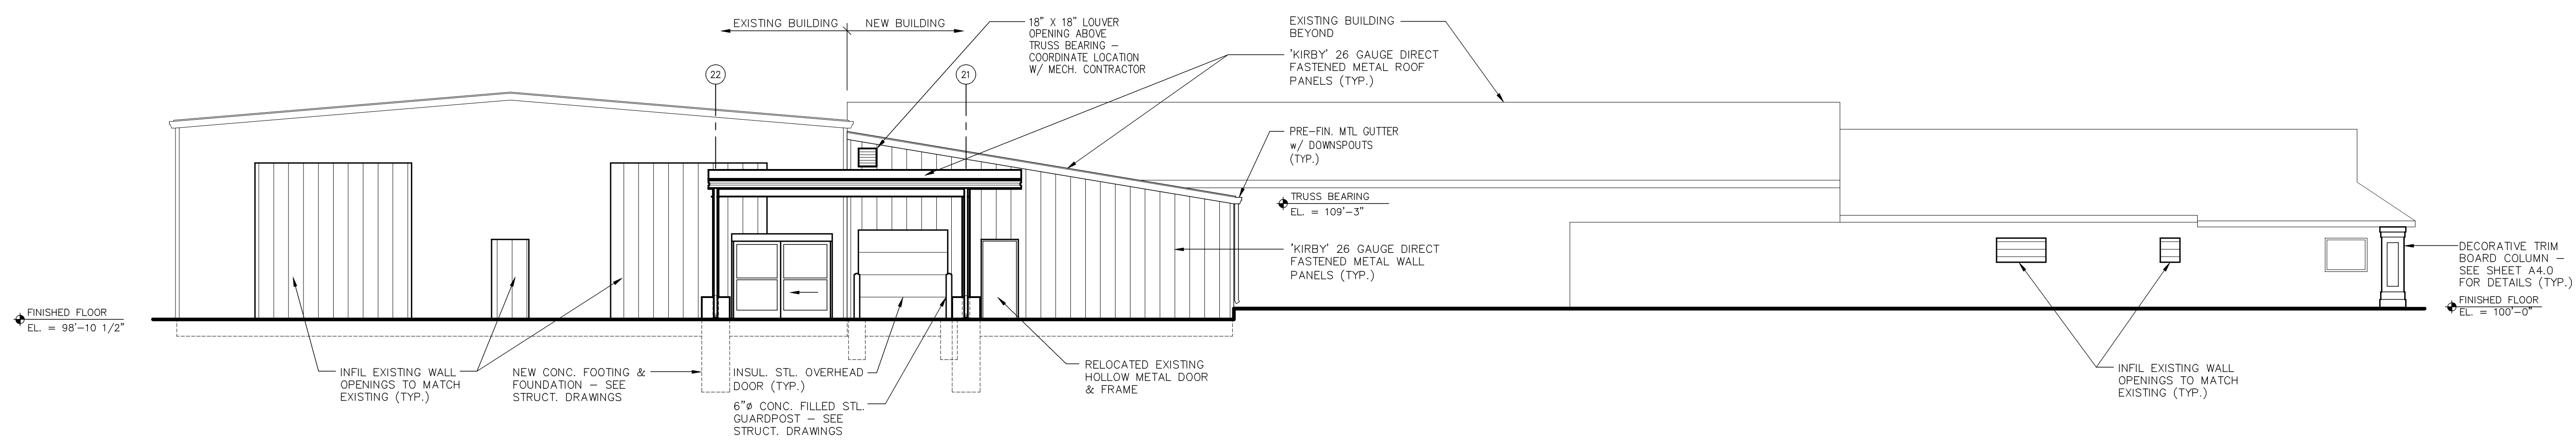 EXISTING BUILDING
NEW BUILDING
18" X 18" LOUVER
OPENING ABOVE
TRUSS BEARING –
COORDINATE LOCATION
W/ MECH. CONTRACTOR
EXISTING BUILDING
BEYOND
'KIRBY' 26 GAUGE DIRECT
FASTENED METAL ROOF
PANELS (TYP.)
22
21
PRE-FIN. MTL GUTTER
w/ DOWNSPOUTS
(TYP.)
TRUSS BEARING
EL. = 109'-3"
'KIRBY' 26 GAUGE DIRECT
FASTENED METAL WALL
PANELS (TYP.)
DECORATIVE TRIM
BOARD COLUMN –
SEE SHEET A4.0
FOR DETAILS (TYP.)
FINISHED FLOOR
EL. = 100'-0"
FINISHED FLOOR
EL. = 98'-10 1/2"
INFIL EXISTING WALL
OPENINGS TO MATCH
EXISTING (TYP.)
NEW CONC. FOOTING &
FOUNDATION – SEE
STRUCT. DRAWINGS
INSUL. STL. OVERHEAD
DOOR (TYP.)
6"ø CONC. FILLED STL.
GUARDPOST – SEE
STRUCT. DRAWINGS
RELOCATED EXISTING
HOLLOW METAL DOOR
& FRAME
INFIL EXISTING WALL
OPENINGS TO MATCH
EXISTING (TYP.)